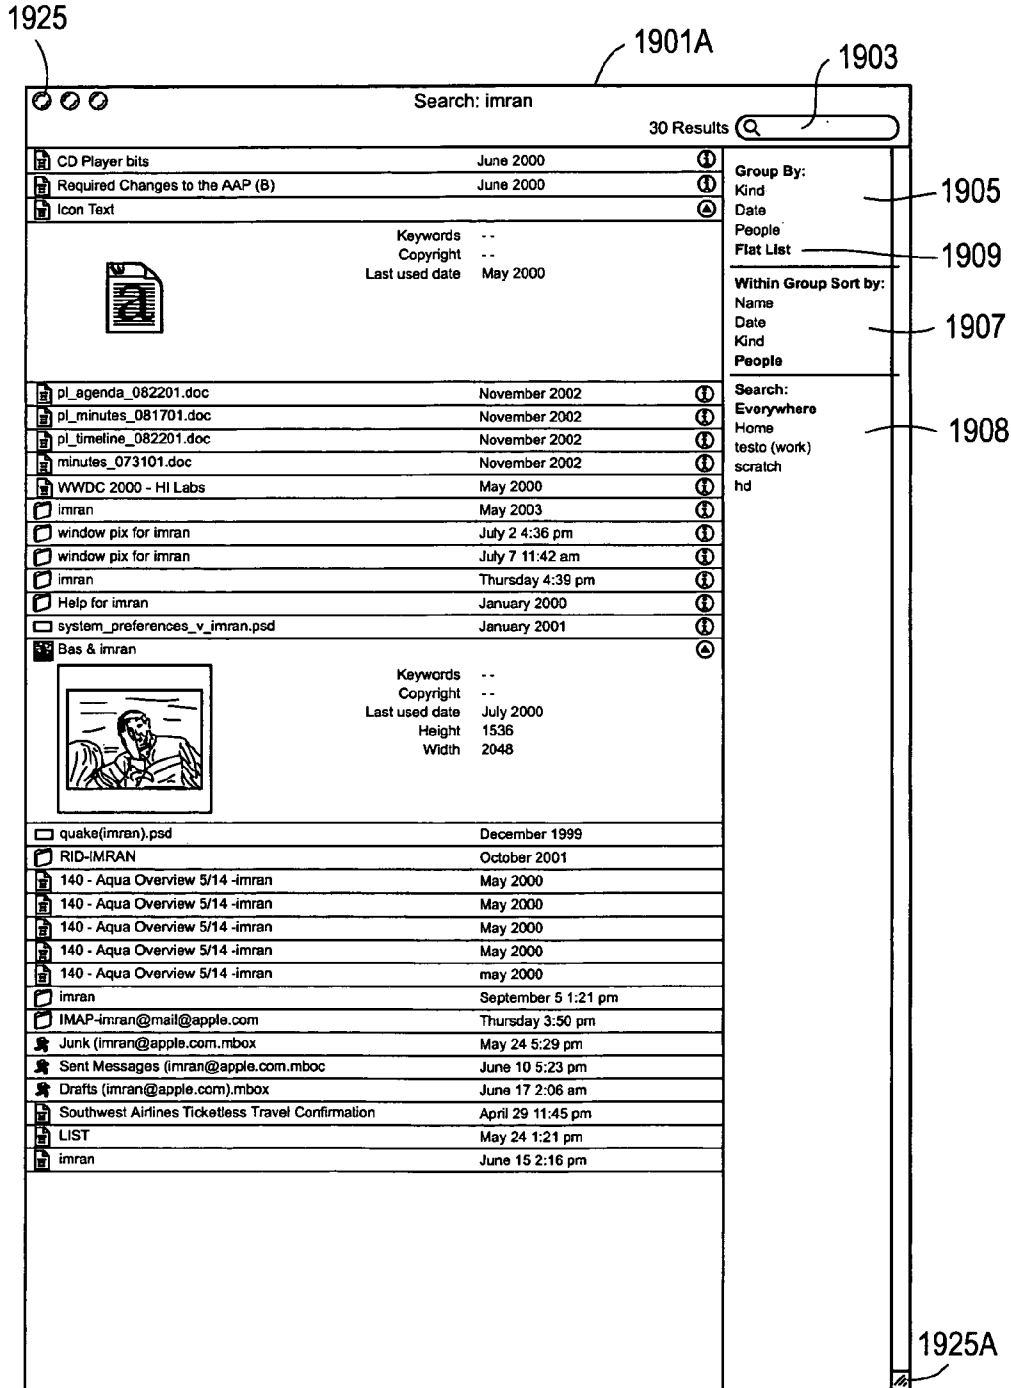 1925
1901A
1903
Search: imran
30 Results
CD Player bits June 2000
Required Changes to the AAP (B) June 2000
Icon Text
Keywords - -
Copyright - -
Last used date May 2000
a
pl_agenda_082201.doc November 2002
pl_minutes_081701.doc November 2002
pl_timeline_082201.doc November 2002
minutes_073101.doc November 2002
WWDC 2000 - HI Labs May 2000
imran May 2003
window pix for imran July 2 4:36 pm
window pix for imran July 7 11:42 am
imran Thursday 4:39 pm
Help for imran January 2000
system_preferences_v_imran.psd January 2001
Bas & imran
Keywords - -
Copyright - -
Last used date July 2000
Height 1536
Width 2048
quake(imran).psd December 1999
RID-IMRAN October 2001
140 - Aqua Overview 5/14 -imran May 2000
140 - Aqua Overview 5/14 -imran May 2000
140 - Aqua Overview 5/14 -imran May 2000
140 - Aqua Overview 5/14 -imran May 2000
140 - Aqua Overview 5/14 -imran may 2000
imran September 5 1:21 pm
IMAP-imran@mail@apple.com Thursday 3:50 pm
Junk (imran@apple.com.mbox May 24 5:29 pm
Sent Messages (imran@apple.com.mboc June 10 5:23 pm
Drafts (imran@apple.com).mbox June 17 2:06 am
Southwest Airlines Ticketless Travel Confirmation April 29 11:45 pm
LIST May 24 1:21 pm
imran June 15 2:16 pm
Group By:
Kind
Date
People
Flat List
1905
1909
Within Group Sort by:
Name
Date
Kind
People
1907
Search:
Everywhere
Home
testo (work)
scratch
hd
1908
1925A